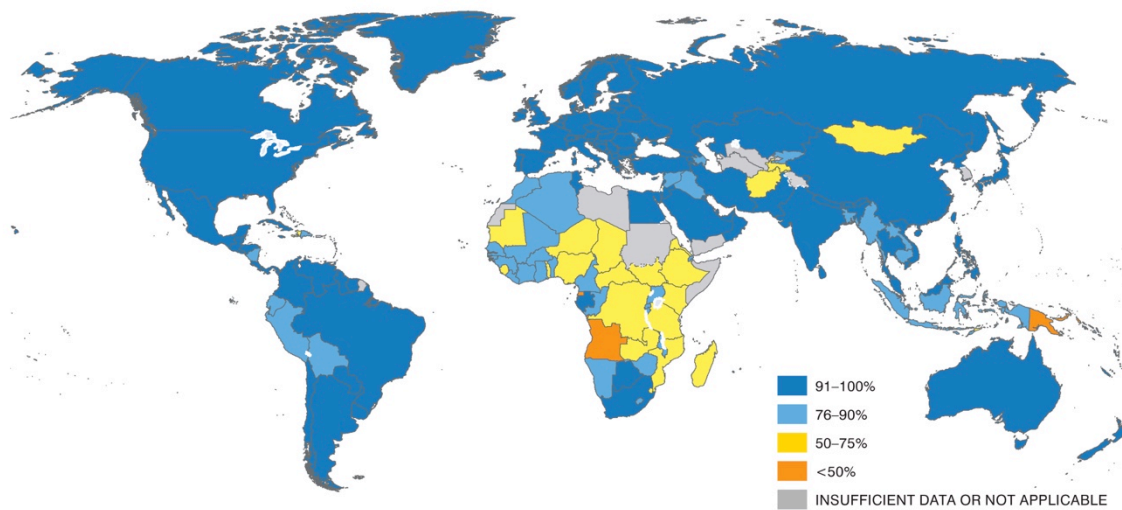 91–100%
76–90%
50–75%
<50%
INSUFFICIENT DATA OR NOT APPLICABLE